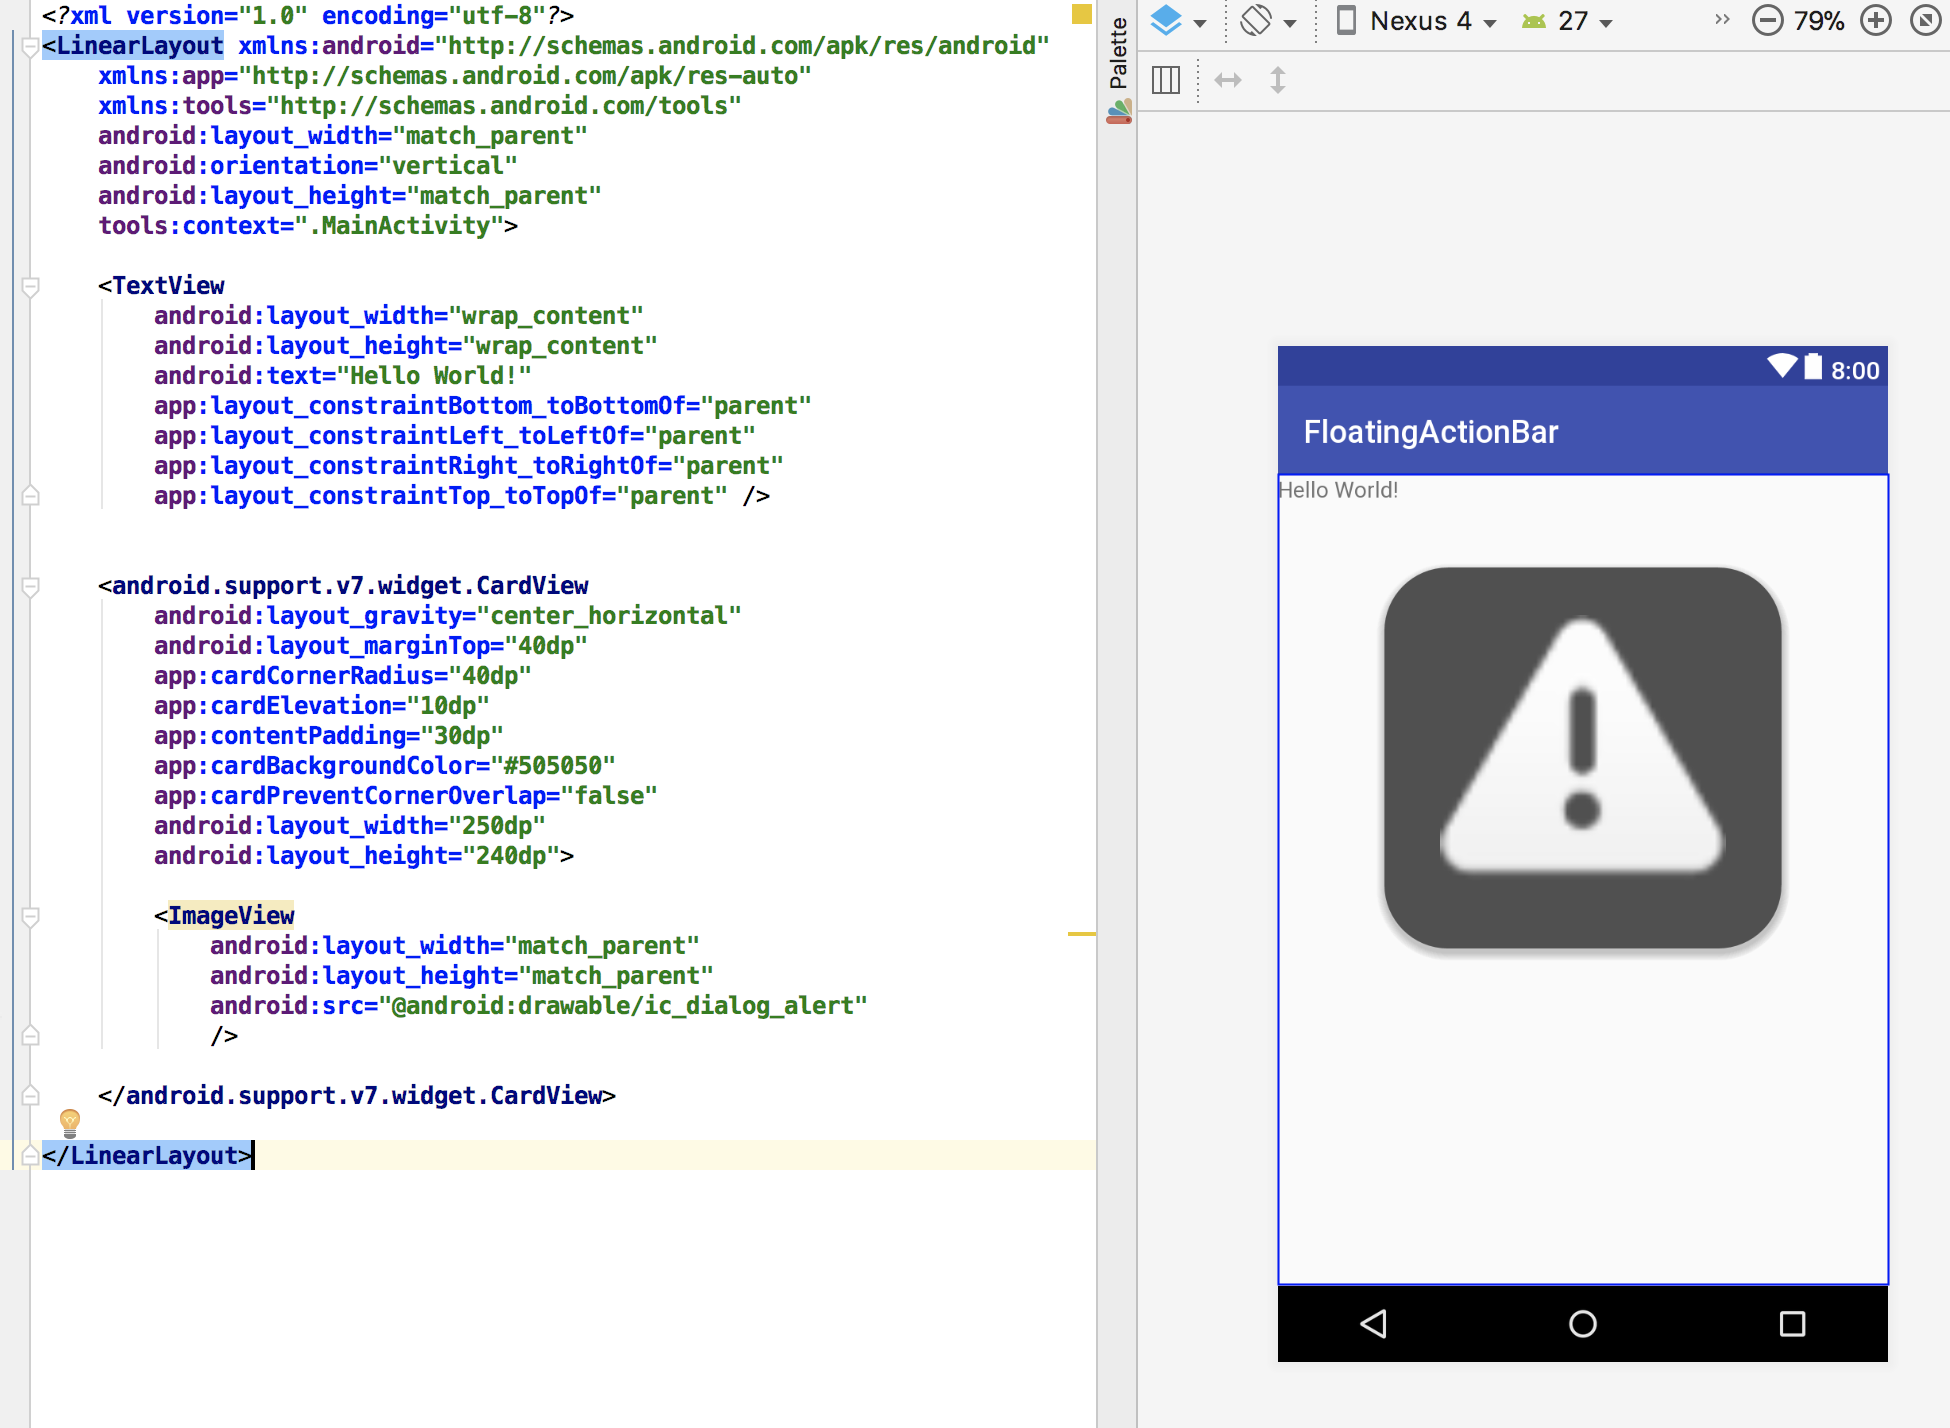 <?xml version="1.0" encoding="utf-8"?>
<LinearLayout xmlns:android="http://schemas.android.com/apk/res/android"
    xmlns:app="http://schemas.android.com/apk/res-auto"
    xmlns:tools="http://schemas.android.com/tools"
    android:layout_width="match_parent"
    android:orientation="vertical"
    android:layout_height="match_parent"
    tools:context=".MainActivity">
    <TextView
        android:layout_width="wrap_content"
        android:layout_height="wrap_content"
        android:text="Hello World!"
        app:layout_constraintBottom_toBottomOf="parent"
        app:layout_constraintLeft_toLeftOf="parent"
        app:layout_constraintRight_toRightOf="parent"
        app:layout_constraintTop_toTopOf="parent" />
    <android.support.v7.widget.CardView
        android:layout_gravity="center_horizontal"
        android:layout_marginTop="40dp"
        app:cardCornerRadius="40dp"
        app:cardElevation="10dp"
        app:contentPadding="30dp"
        app:cardBackgroundColor="#505050"
        app:cardPreventCornerOverlap="false"
        android:layout_width="250dp"
        android:layout_height="240dp">
        <ImageView
            android:layout_width="match_parent"
            android:layout_height="match_parent"
            android:src="@android:drawable/ic_dialog_alert"
            />
    </android.support.v7.widget.CardView>
</LinearLayout>
Palette
Nexus 4 27 » 79%
8:00
FloatingActionBar
Hello World!